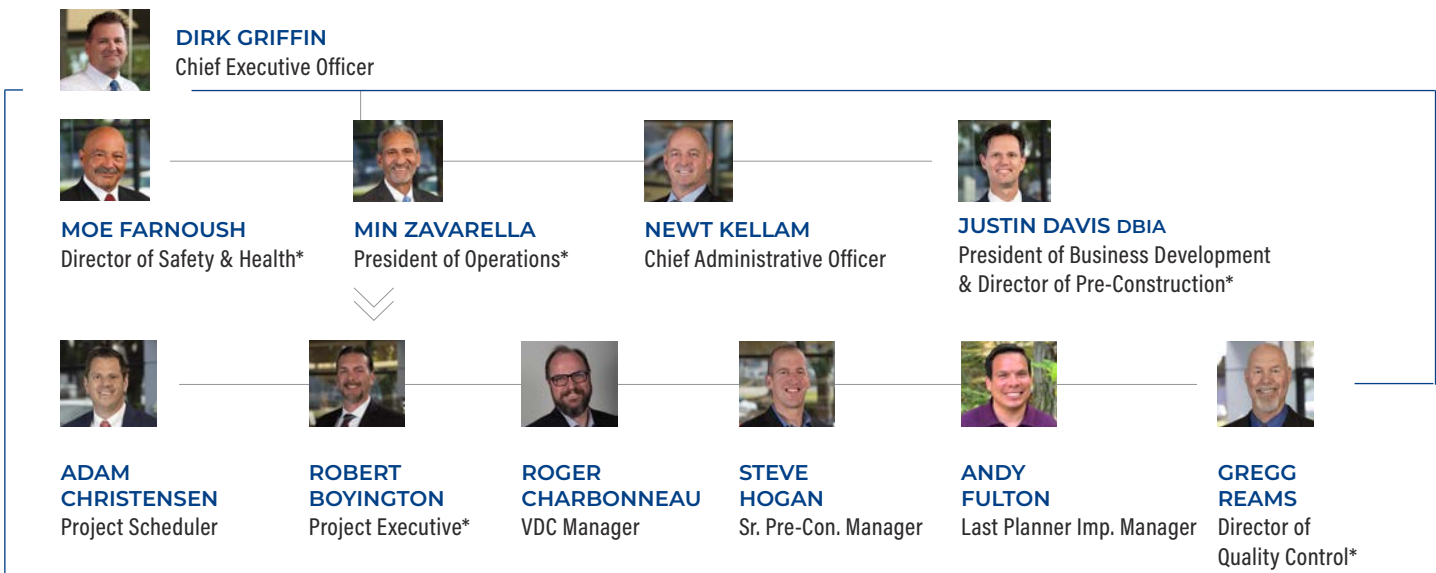 DIRK GRIFFIN
Chief Executive Officer
MOE FARNOUSH
Director of Safety & Health*
MIN ZAVARELLA
President of Operations*
NEWT KELLAM
Chief Administrative Officer
JUSTIN DAVIS DBIA
President of Business Development
& Director of Pre-Construction*
ADAM
CHRISTENSEN
Project Scheduler
ROBERT
BOYINGTON
Project Executive*
ROGER
CHARBONNEAU
VDC Manager
STEVE
HOGAN
Sr. Pre-Con. Manager
ANDY
FULTON
Last Planner Imp. Manager
GREGG
REAMS
Director of
Quality Control*